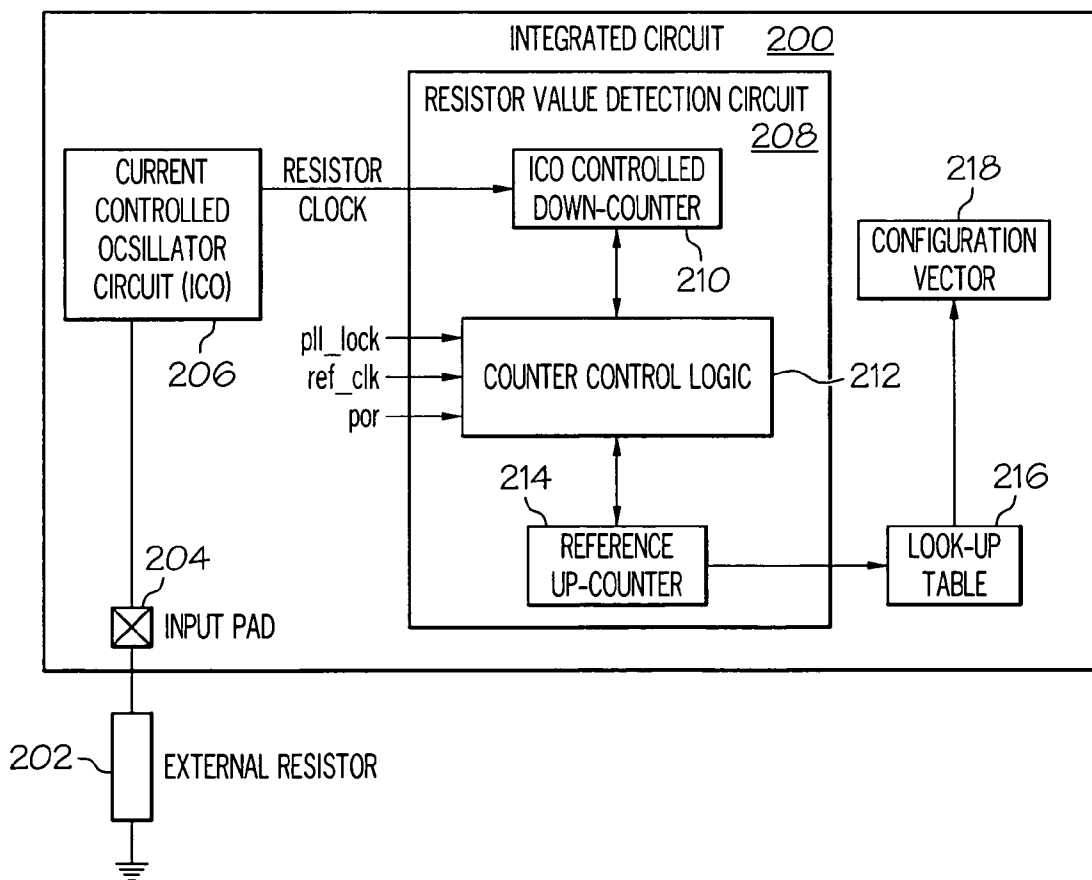 INTEGRATED CIRCUIT 200
RESISTOR VALUE DETECTION CIRCUIT
208
CURRENT
CONTROLLED
OCSILLATOR
CIRCUIT (ICO)
206
RESISTOR
CLOCK
ICO CONTROLLED
DOWN-COUNTER
210
218
CONFIGURATION
VECTOR
pll_lock
ref_clk
por
COUNTER CONTROL LOGIC
212
214
REFERENCE
UP-COUNTER
216
LOOK-UP
TABLE
204
INPUT PAD
202
EXTERNAL RESISTOR